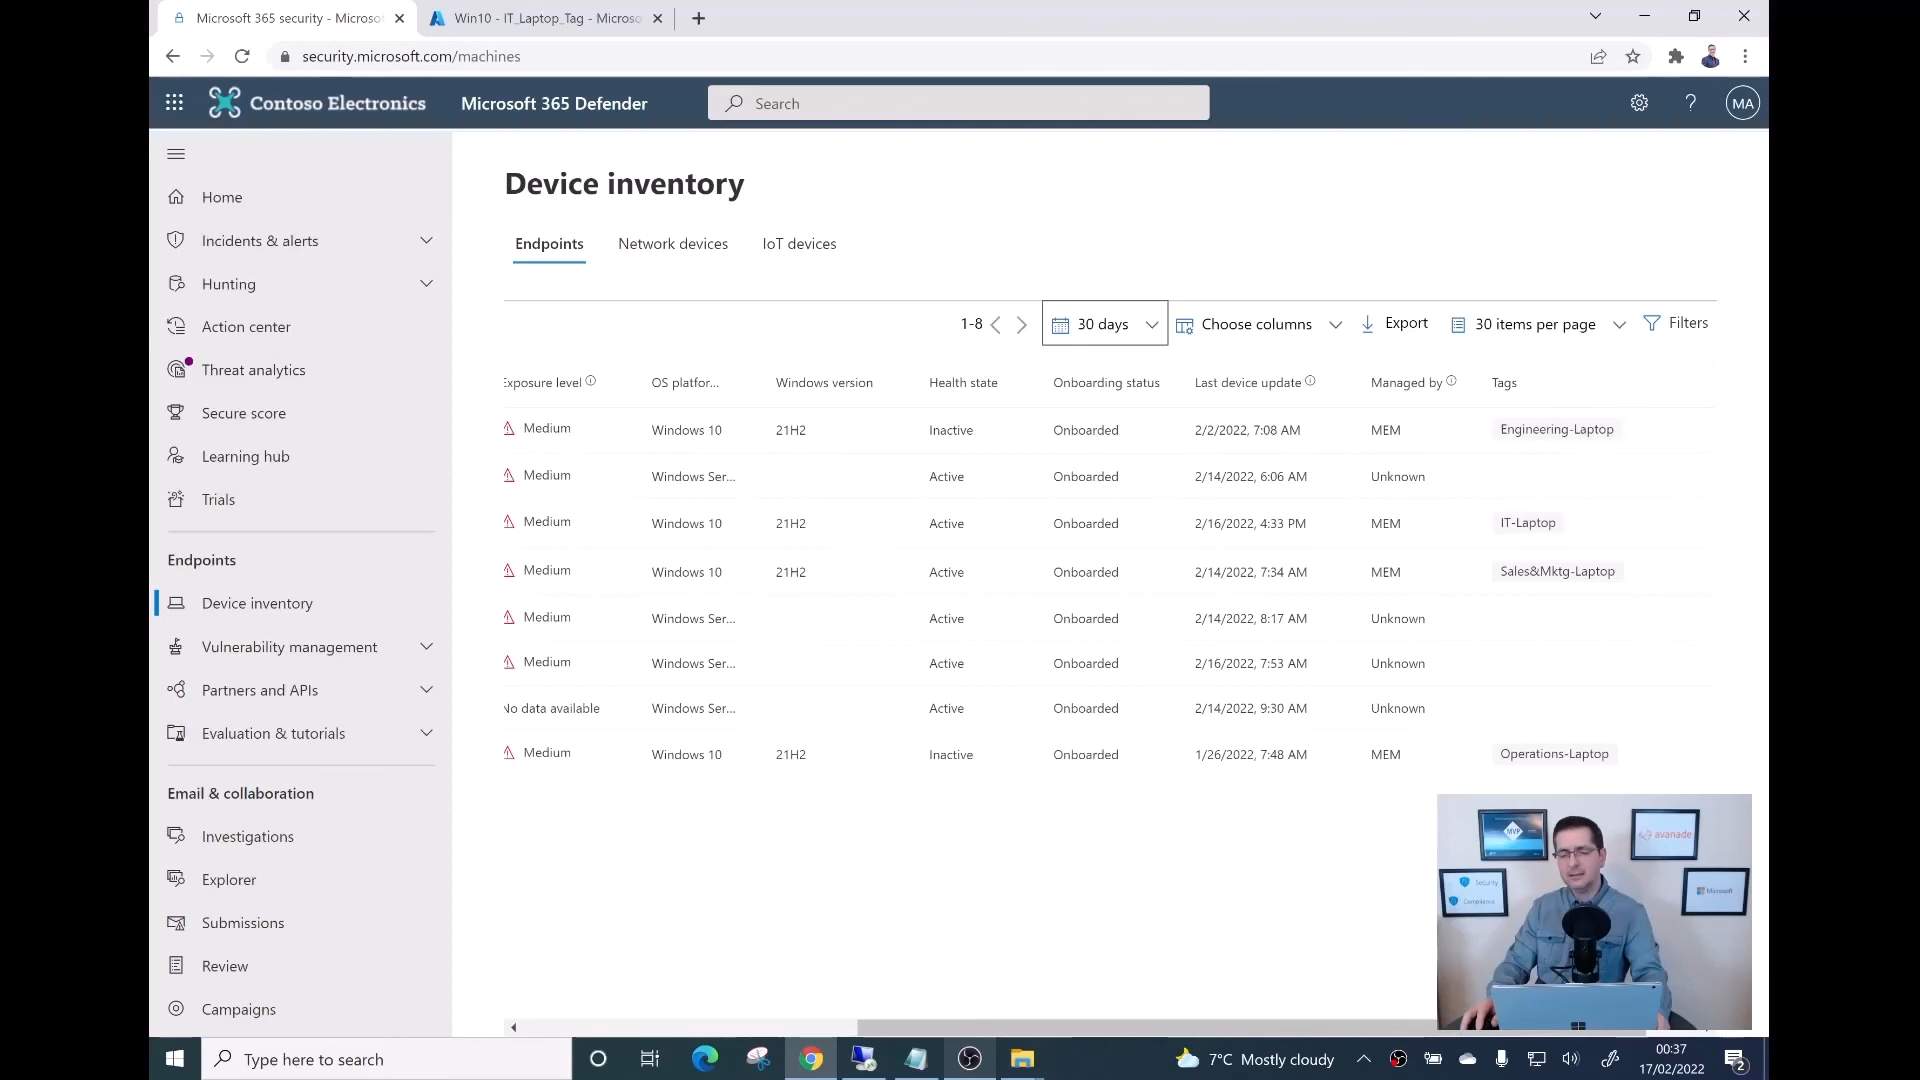 Microsoft 365 security - Microso
Win10 - IT_Laptop_Tag - Microso
security.microsoft.com/machines
Contoso Electronics
Microsoft 365 Defender
Search
MA
Device inventory
Endpoints
Network devices
IoT devices
1-8
30 days
Choose columns
Export
30 items per page
Filters
Exposure level
OS platfor...
Windows version
Health state
Onboarding status
Last device update
Managed by
Tags
Medium
Windows 10
21H2
Inactive
Onboarded
2/2/2022, 7:08 AM
MEM
Engineering-Laptop
Medium
Windows Ser...
Active
Onboarded
2/14/2022, 6:06 AM
Unknown
Medium
Windows 10
21H2
Active
Onboarded
2/16/2022, 4:33 PM
MEM
IT-Laptop
Medium
Windows 10
21H2
Active
Onboarded
2/14/2022, 7:34 AM
MEM
Sales&Mktg-Laptop
Medium
Windows Ser...
Active
Onboarded
2/14/2022, 8:17 AM
Unknown
Medium
Windows Ser...
Active
Onboarded
2/16/2022, 7:53 AM
Unknown
No data available
Windows Ser...
Active
Onboarded
2/14/2022, 9:30 AM
Unknown
Medium
Windows 10
21H2
Inactive
Onboarded
1/26/2022, 7:48 AM
MEM
Operations-Laptop
Home
Incidents & alerts
Hunting
Action center
Threat analytics
Secure score
Learning hub
Trials
Endpoints
Device inventory
Vulnerability management
Partners and APIs
Evaluation & tutorials
Email & collaboration
Investigations
Explorer
Submissions
Review
Campaigns
MVP
avanade
Security
Compliance
Microsoft
Type here to search
7°C Mostly cloudy
00:37
17/02/2022
2